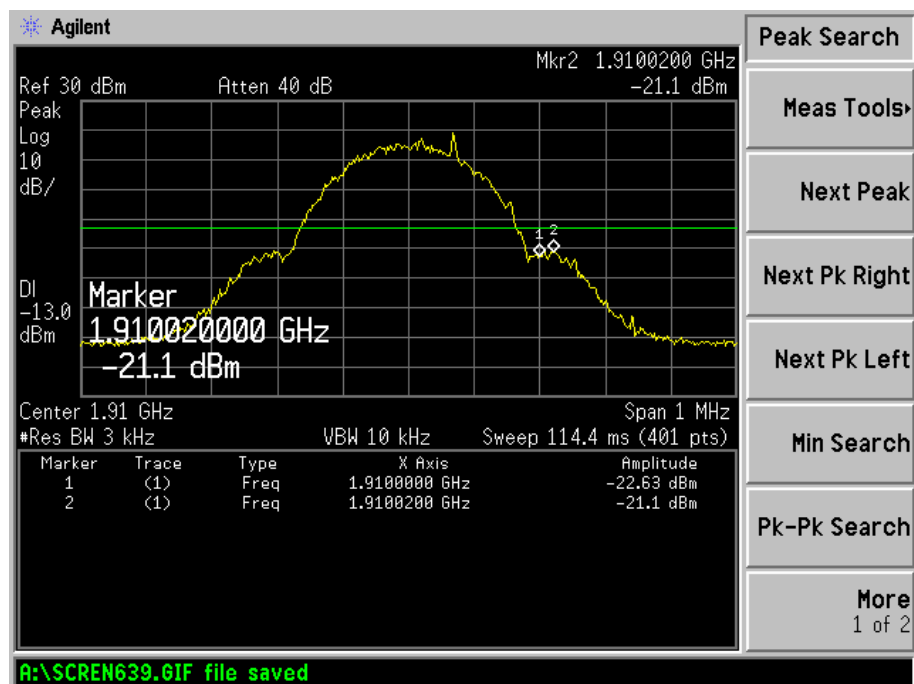 Agilent
Peak Search
Mkr2 1.9100200 GHz
Ref 30 dBm Atten 40 dB -21.1 dBm
Peak
Log
10
dB/
1 2
DI
-13.0
dBm
Marker
1.910020000 GHz
-21.1 dBm
Center 1.91 GHz Span 1 MHz
#Res BW 3 kHz VBW 10 kHz Sweep 114.4 ms (401 pts)
Marker Trace Type X Axis Amplitude
1 (1) Freq 1.9100000 GHz -22.63 dBm
2 (1) Freq 1.9100200 GHz -21.1 dBm
Meas Tools
Next Peak
Next Pk Right
Next Pk Left
Min Search
Pk-Pk Search
More
1 of 2
A:\SCREN639.GIF file saved